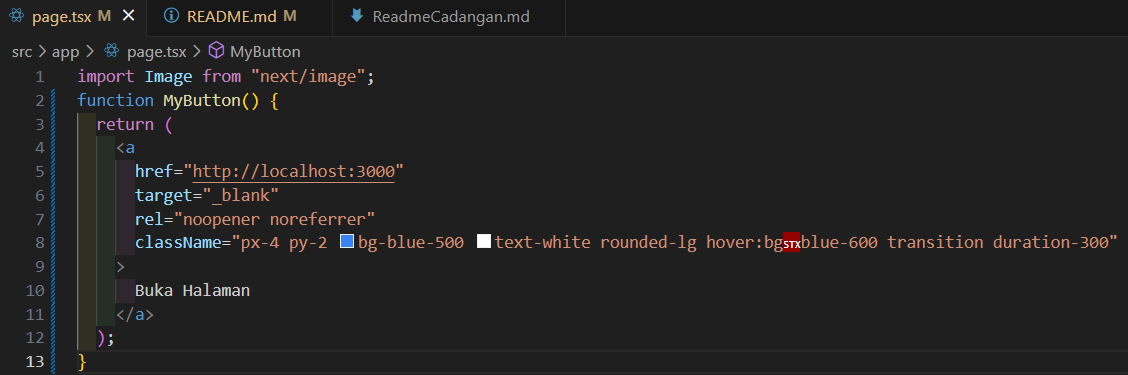 page.tsx M × README.md M ReadmeCadangan.md
src > app > page.tsx > MyButton
1 import Image from "next/image";
2 function MyButton() {
3 return (
4 <a
5 href="http://localhost:3000"
6 target="_blank"
7 rel="noopener noreferrer"
8 className="px-4 py-2 bg-blue-500 text-white rounded-lg hover:bgSTXblue-600 transition duration-300"
9 >
10 Buka Halaman
11 </a>
12 );
13 }